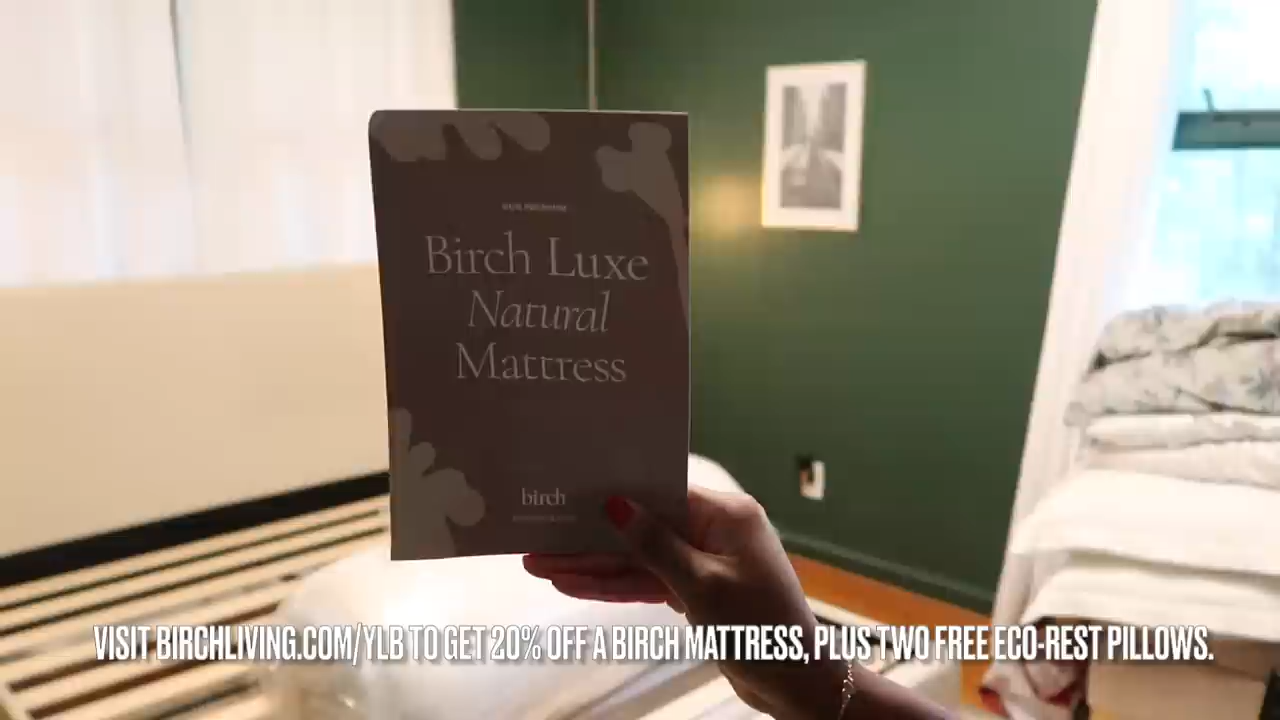 Birch Luxe
Natural
Mattress
birch
VISIT BIRCHLIVING.COM/YLB TO GET 20% OFF A BIRCH MATTRESS, PLUS TWO FREE ECO-REST PILLOWS.